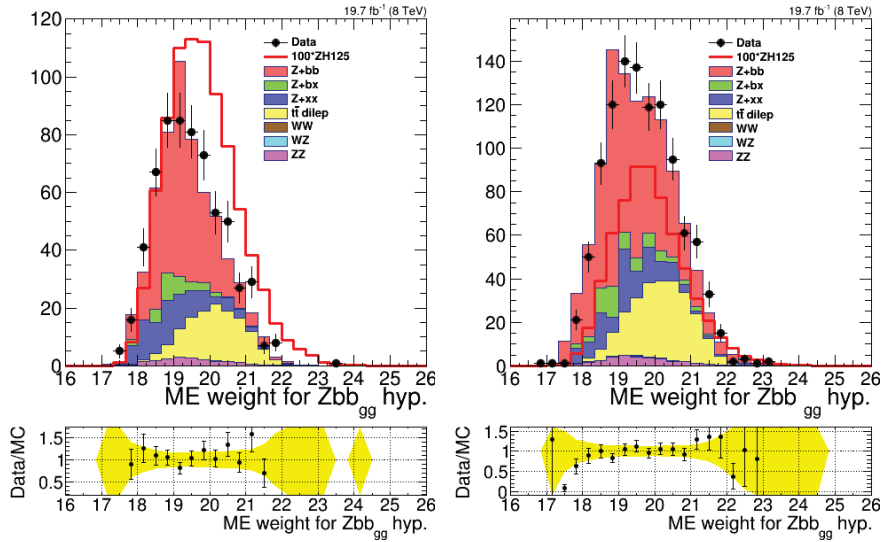 19.7 fb⁻¹ (8 TeV)
120
100
80
60
40
20
0
Data
100*ZH125
Z+bb
Z+bx
Z+xx
tt̄ dilep
WW
WZ
ZZ
16 17 18 19 20 21 22 23 24 25 26
ME weight for Zbb_gg hyp.
Data/MC
1.5
1
0.5
16 17 18 19 20 21 22 23 24 25 26
ME weight for Zbb_gg hyp.
19.7 fb⁻¹ (8 TeV)
140
120
100
80
60
40
20
0
Data
100*ZH125
Z+bb
Z+bx
Z+xx
tt̄ dilep
WW
WZ
ZZ
16 17 18 19 20 21 22 23 24 25 26
ME weight for Zbb_gg hyp.
Data/MC
1.5
1
0.5
0
16 17 18 19 20 21 22 23 24 25 26
ME weight for Zbb_gg hyp.